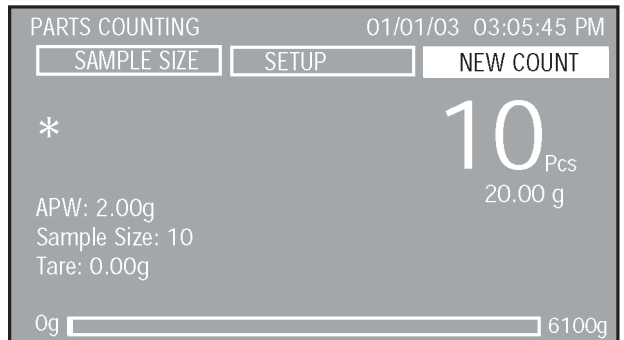 PARTS COUNTING 01/01/03 03:05:45 PM
SAMPLE SIZE SETUP NEW COUNT
* 10 Pcs
20.00 g
APW: 2.00g
Sample Size: 10
Tare: 0.00g
0g 6100g